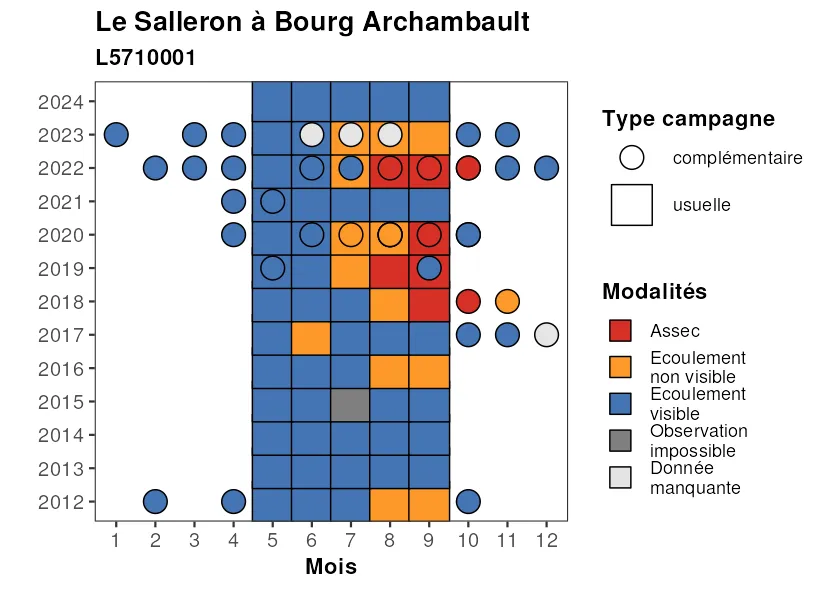 Le Salleron à Bourg Archambault
L5710001
2024
2023
2022
2021
2020
2019
2018
2017
2016
2015
2014
2013
2012
1 2 3 4 5 6 7 8 9 10 11 12
Mois
Type campagne
complémentaire
usuelle
Modalités
Assec
Ecoulement
non visible
Ecoulement
visible
Observation
impossible
Donnée
manquante